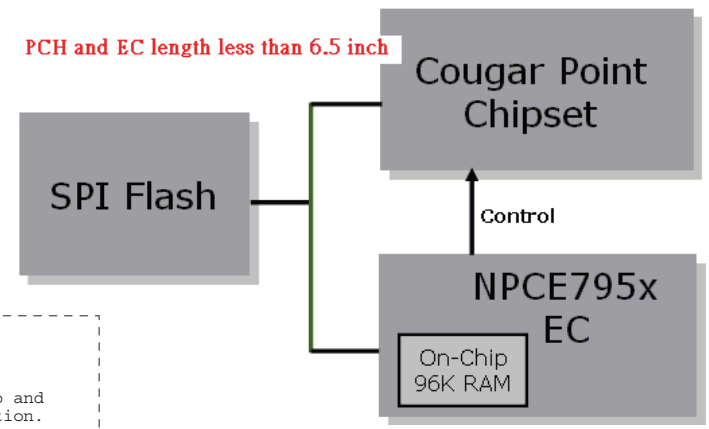 PCH and EC length less than 6.5 inch
Cougar Point
Chipset
SPI Flash
Control
NPCE795x
EC
On-Chip
96K RAM
and